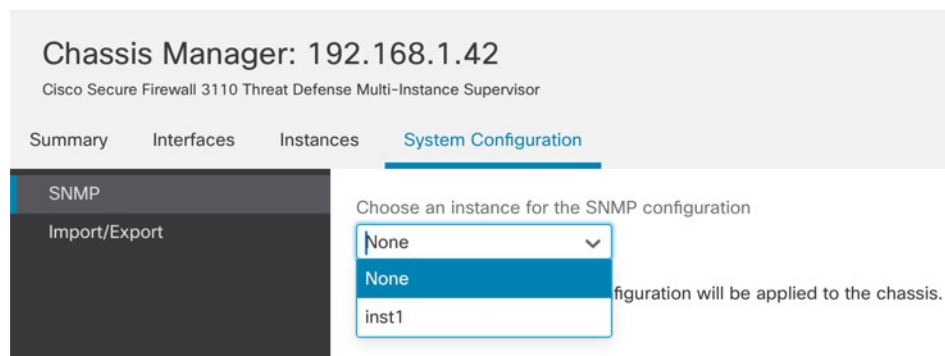 Chassis Manager: 192.168.1.42
Cisco Secure Firewall 3110 Threat Defense Multi-Instance Supervisor
Summary Interfaces Instances System Configuration
SNMP
Import/Export
Choose an instance for the SNMP configuration
None
None
figuration will be applied to the chassis.
inst1